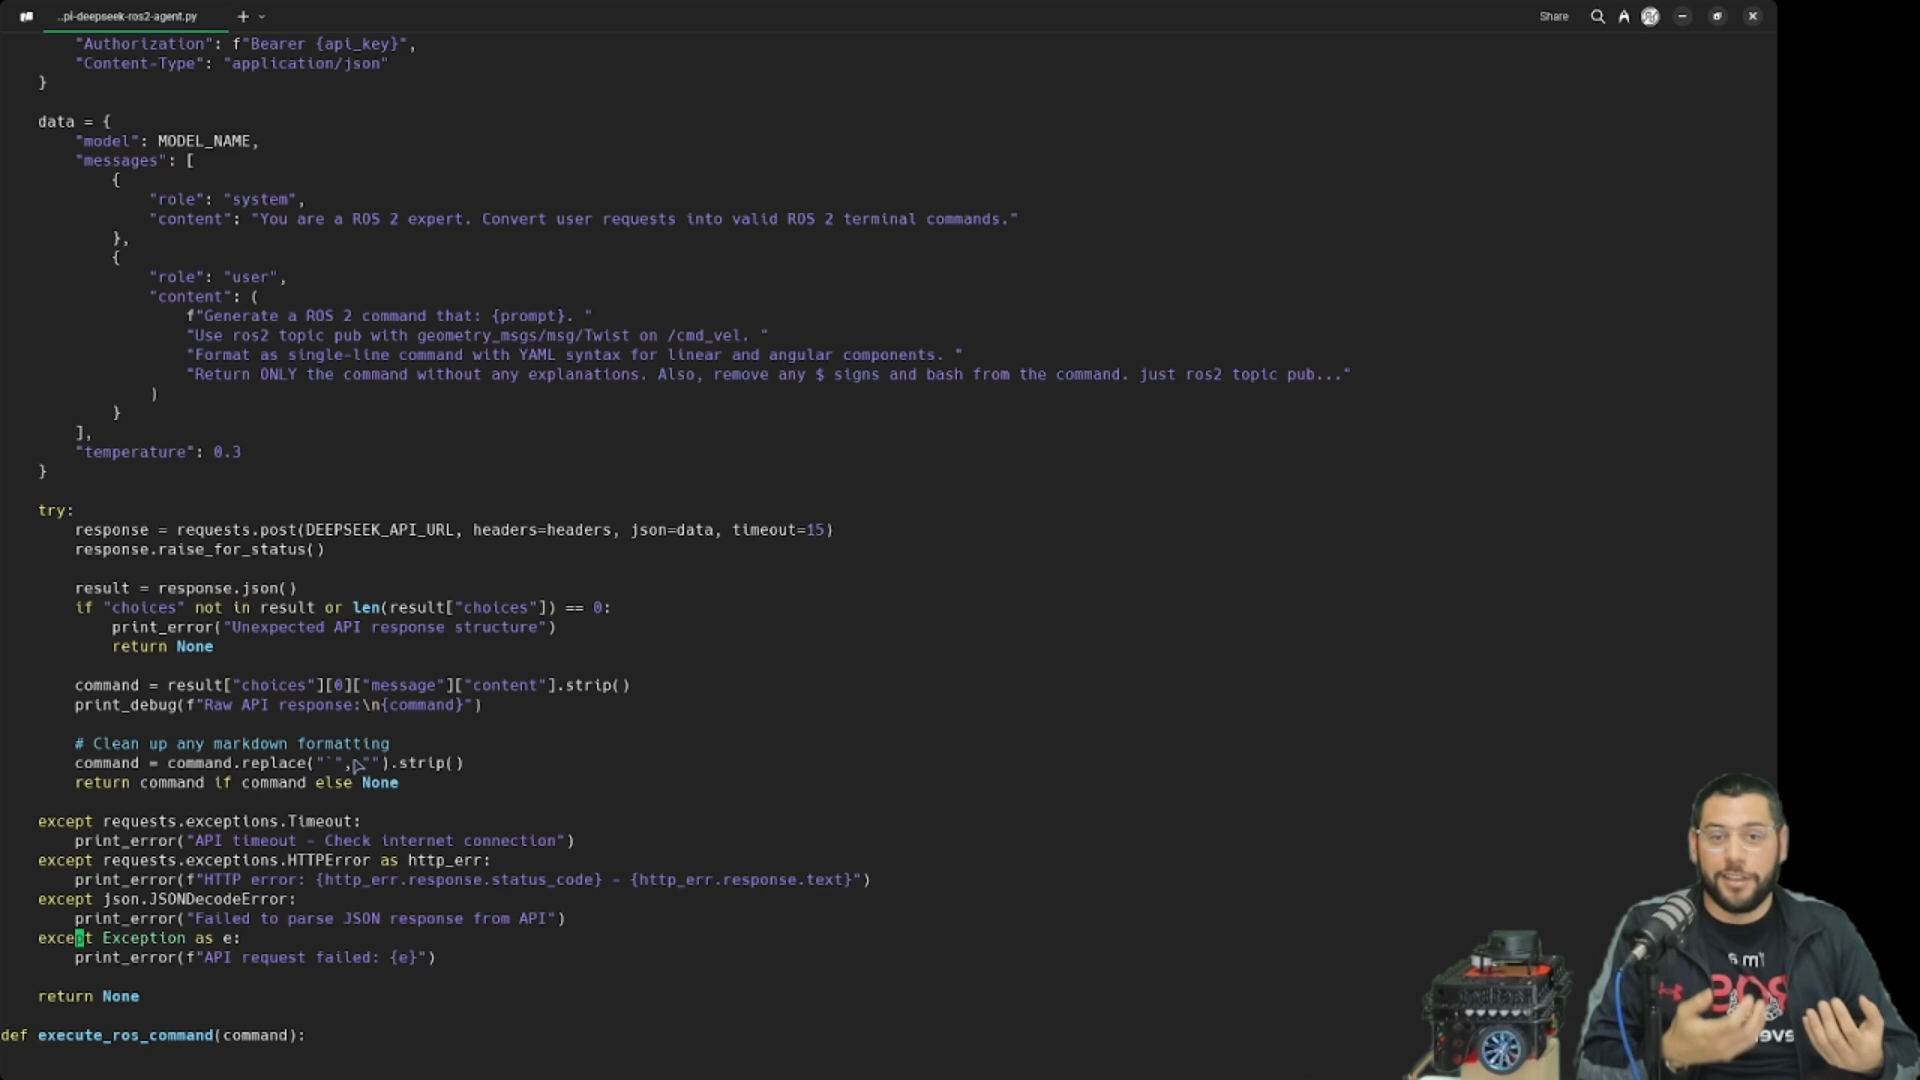 ..pi-deepseek-ros2-agent.py
Share
"Authorization": f"Bearer {api_key}",
"Content-Type": "application/json"
}
data = {
"model": MODEL_NAME,
"messages": [
{
"role": "system",
"content": "You are a ROS 2 expert. Convert user requests into valid ROS 2 terminal commands."
},
{
"role": "user",
"content": (
f"Generate a ROS 2 command that: {prompt}. "
"Use ros2 topic pub with geometry_msgs/msg/Twist on /cmd_vel. "
"Format as single-line command with YAML syntax for linear and angular components. "
"Return ONLY the command without any explanations. Also, remove any $ signs and bash from the command. just ros2 topic pub..."
)
}
],
"temperature": 0.3
}
try:
response = requests.post(DEEPSEEK_API_URL, headers=headers, json=data, timeout=15)
response.raise_for_status()
result = response.json()
if "choices" not in result or len(result["choices"]) == 0:
print_error("Unexpected API response structure")
return None
command = result["choices"][0]["message"]["content"].strip()
print_debug(f"Raw API response:\n{command}")
# Clean up any markdown formatting
command = command.replace("`", "").strip()
return command if command else None
except requests.exceptions.Timeout:
print_error("API timeout - Check internet connection")
except requests.exceptions.HTTPError as http_err:
print_error(f"HTTP error: {http_err.response.status_code} - {http_err.response.text}")
except json.JSONDecodeError:
print_error("Failed to parse JSON response from API")
except Exception as e:
print_error(f"API request failed: {e}")
return None
def execute_ros_command(command):